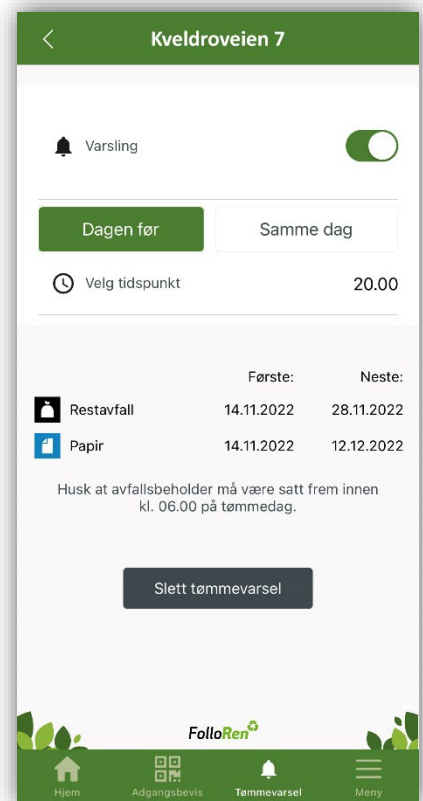 Kveldroveien 7
Varsling
Dagen før Samme dag
Velg tidspunkt 20.00
Første: Neste:
Restavfall 14.11.2022 28.11.2022
Papir 14.11.2022 12.12.2022
Husk at avfallsbeholder må være satt frem innen
kl. 06.00 på tømmedag.
Slett tømmevarsel
FolloRen
Hjem Adgangsbevis Tømmevarsel Meny